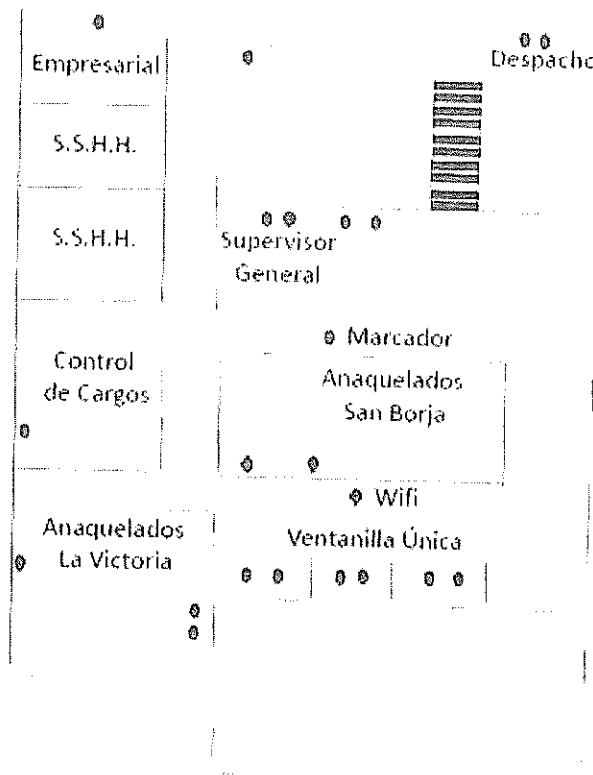 Empresarial
Despacho
S.S.H.H.
S.S.H.H.
Supervisor
General
Marcador
Control
de Cargos
Anaquelados
San Borja
Wifi
Anaquelados
La Victoria
Ventanilla Única